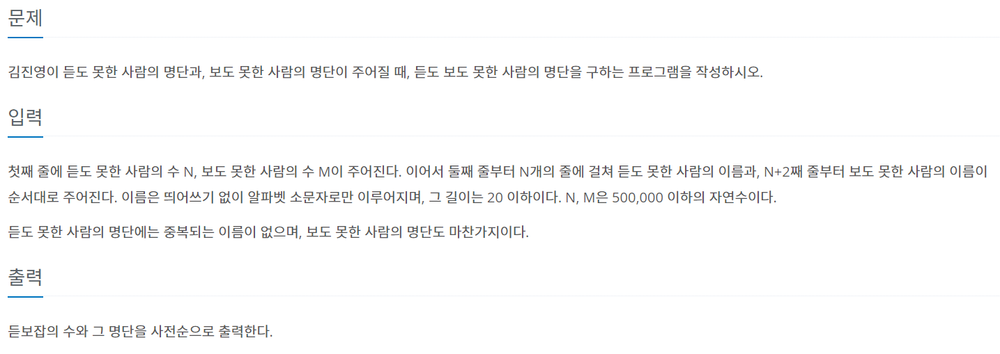 문제
김진영이 듣도 못한 사람의 명단과, 보도 못한 사람의 명단이 주어질 때, 듣도 보도 못한 사람의 명단을 구하는 프로그램을 작성하시오.
입력
첫째 줄에 듣도 못한 사람의 수 N, 보도 못한 사람의 수 M이 주어진다. 이어서 둘째 줄부터 N개의 줄에 걸쳐 듣도 못한 사람의 이름과, N+2째 줄부터 보도 못한 사람의 이름이
순서대로 주어진다. 이름은 띄어쓰기 없이 알파벳 소문자로만 이루어지며, 그 길이는 20 이하이다. N, M은 500,000 이하의 자연수이다.
듣도 못한 사람의 명단에는 중복되는 이름이 없으며, 보도 못한 사람의 명단도 마찬가지이다.
출력
듣보잡의 수와 그 명단을 사전순으로 출력한다.